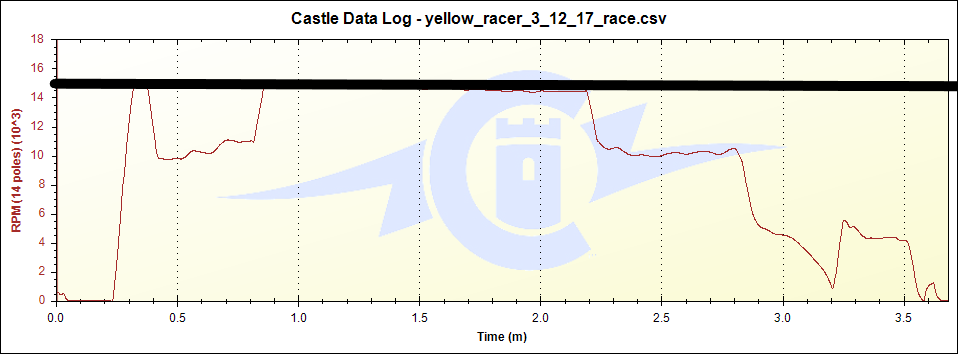 Castle Data Log - yellow_racer_3_12_17_race.csv
18
16
14
12
10
8
6
4
2
0
RPM (14 poles) (10^3)
0.0 0.5 1.0 1.5 2.0 2.5 3.0 3.5
Time (m)